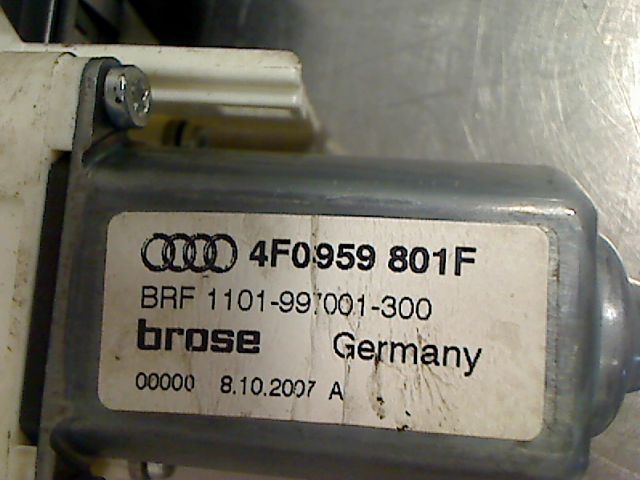 4F0959 801F
BRF 1101-997001-300
brose Germany
00000 8.10.2007 A